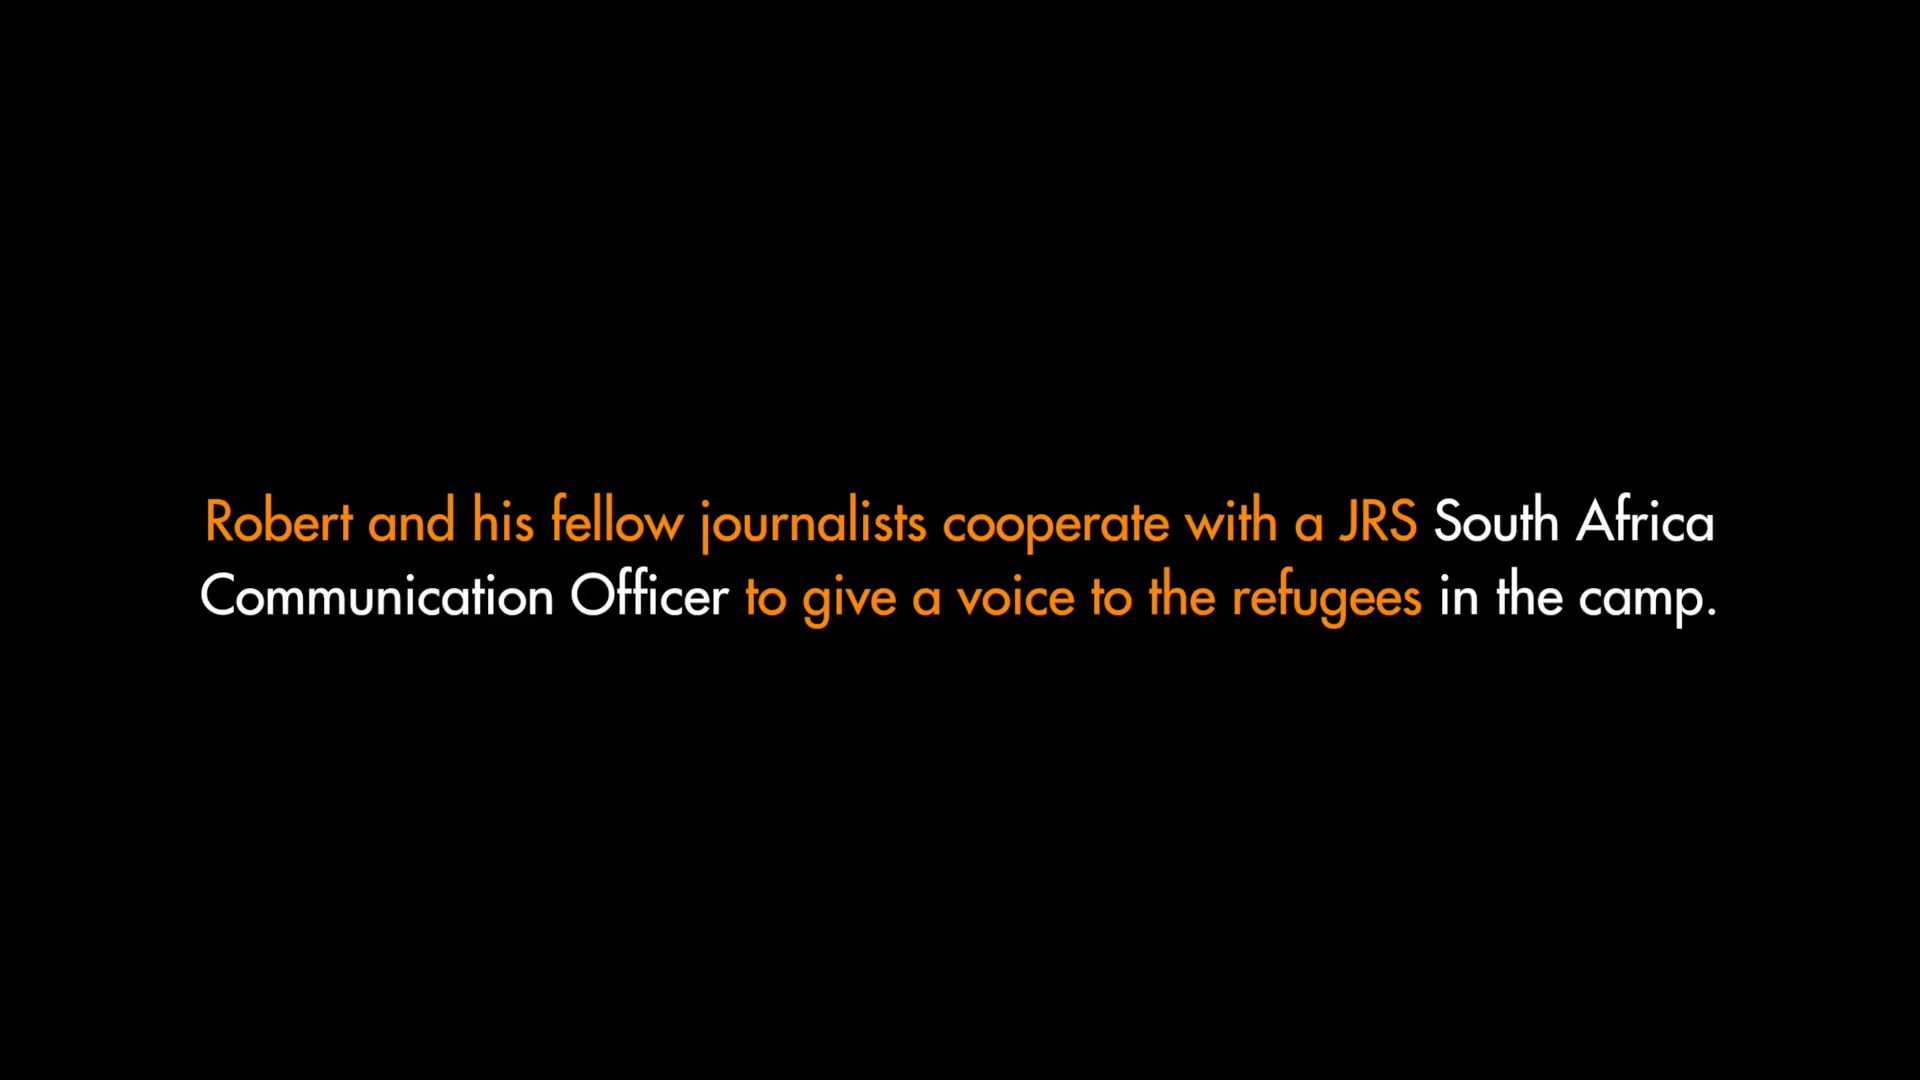 Robert and his fellow journalists cooperate with a JRS South Africa
Communication Officer to give a voice to the refugees in the camp.